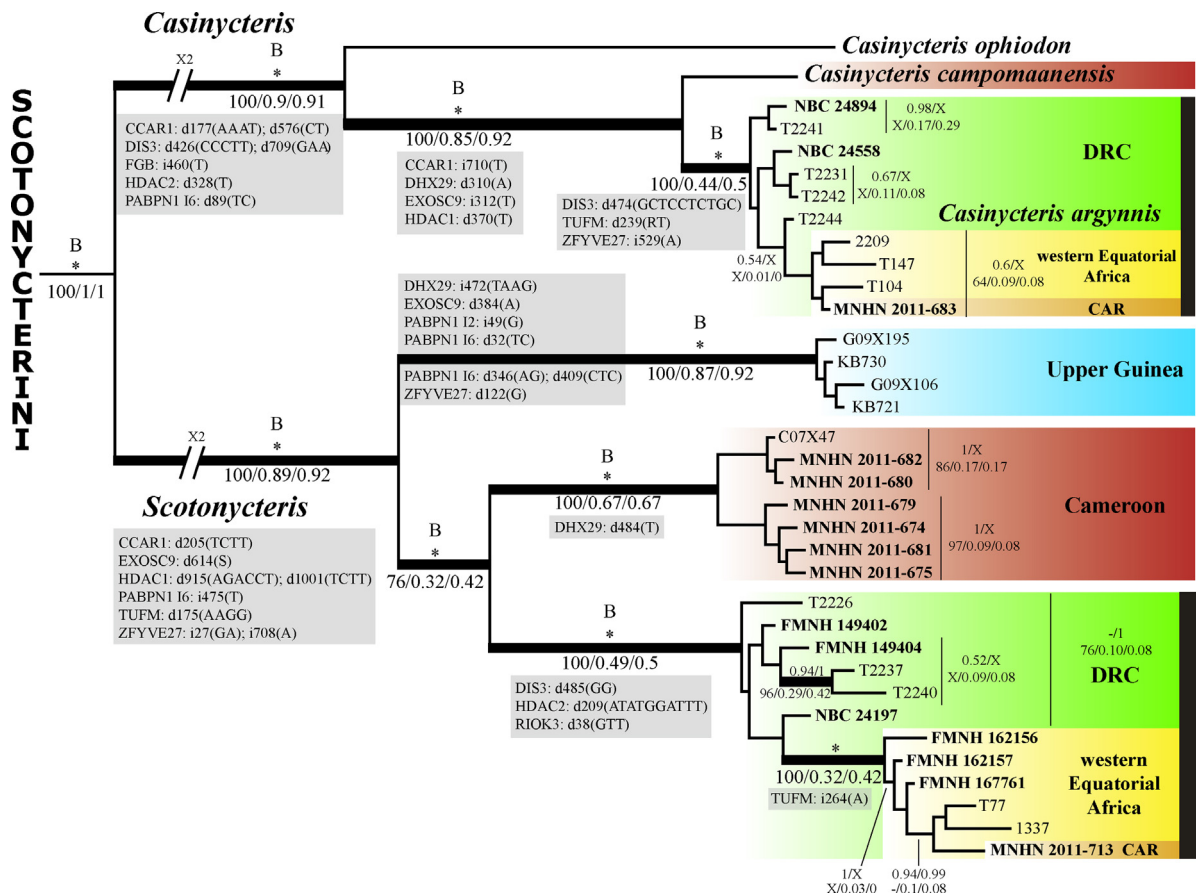 SCOTONYCTERINI
Casinycteris
X2
B
*
100/0.9/0.91
CCAR1: d177(AAAT); d576(CT)
DIS3: d426(CCCTT); d709(GAA)
FGB: i460(T)
HDAC2: d328(T)
PABPN1 I6: d89(TC)
B
*
100/0.85/0.92
CCAR1: i710(T)
DHX29: d310(A)
EXOSC9: i312(T)
HDAC1: d370(T)
Casinycteris ophiodon
Casinycteris campomaanensis
B
*
100/0.44/0.5
DIS3: d474(GCTCCTCTGC)
TUFM: d239(RT)
ZFYVE27: i529(A)
NBC 24894
T2241
0.98/X
X/0.17/0.29
DRC
NBC 24558
T2231
T2242
0.67/X
X/0.11/0.08
T2244
Casinycteris argynnis
0.54/X
X/0.01/0
2209
T147
T104
MNHN 2011-683
0.6/X
64/0.09/0.08
western Equatorial
Africa
CAR
B
*
100/1/1
DHX29: i472(TAAG)
EXOSC9: d384(A)
PABPN1 I2: i49(G)
PABPN1 I6: d32(TC)
B
*
100/0.87/0.92
PABPN1 I6: d346(AG); d409(CTC)
ZFYVE27: d122(G)
G09X195
KB730
G09X106
KB721
Upper Guinea
X2
B
*
100/0.89/0.92
Scotonycteris
CCAR1: d205(TCTT)
EXOSC9: d614(S)
HDAC1: d915(AGACCT); d1001(TCTT)
PABPN1 I6: i475(T)
TUFM: d175(AAGG)
ZFYVE27: i27(GA); i708(A)
B
*
76/0.32/0.42
B
*
100/0.67/0.67
DHX29: d484(T)
C07X47
MNHN 2011-682
MNHN 2011-680
1/X
86/0.17/0.17
MNHN 2011-679
MNHN 2011-674
MNHN 2011-681
MNHN 2011-675
1/X
97/0.09/0.08
Cameroon
B
*
100/0.49/0.5
DIS3: d485(GG)
HDAC2: d209(ATATGGATTT)
RIOK3: d38(GTT)
T2226
FMNH 149402
FMNH 149404
0.94/1
96/0.29/0.42
T2237
T2240
0.52/X
X/0.09/0.08
-/1
76/0.10/0.08
DRC
NBC 24197
*
100/0.32/0.42
TUFM: i264(A)
FMNH 162156
FMNH 162157
FMNH 167761
T77
1337
MNHN 2011-713 CAR
western
Equatorial
Africa
1/X
X/0.03/0
0.94/0.99
-/0.1/0.08